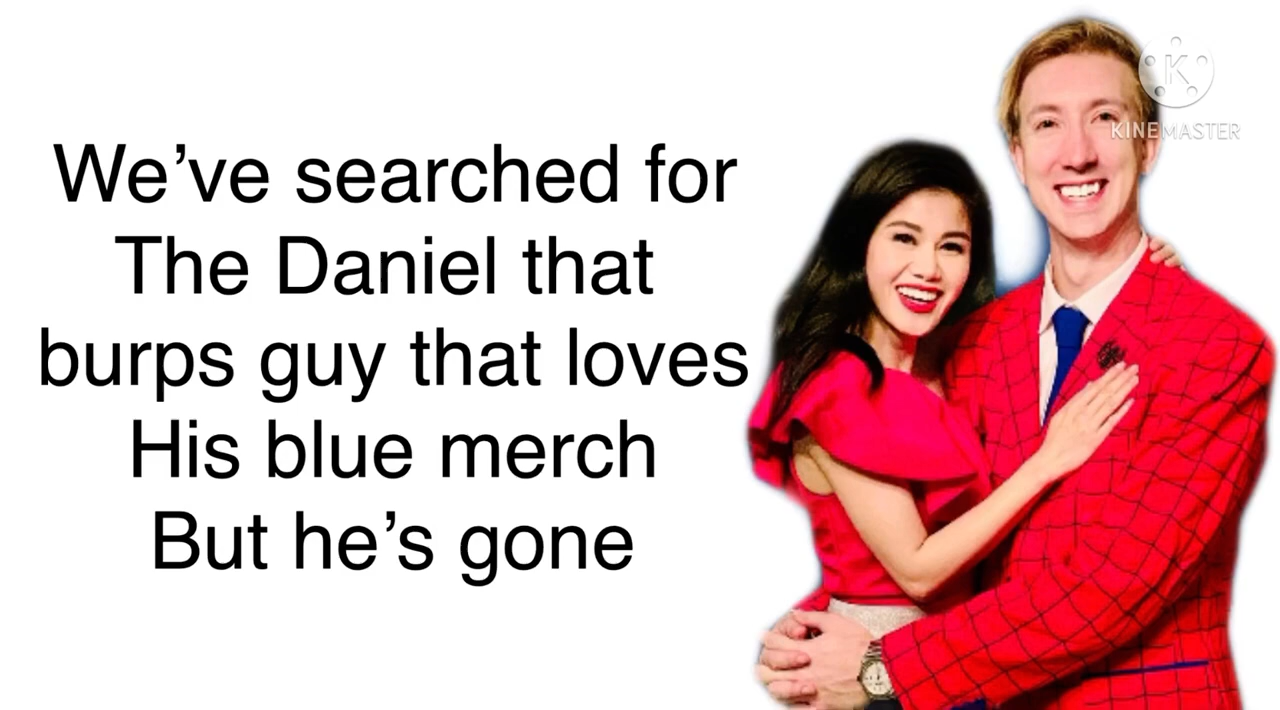 We’ve searched for
The Daniel that
burps guy that loves
His blue merch
But he’s gone
K
KINEMASTER